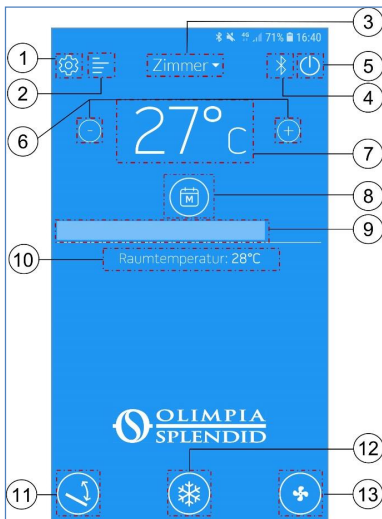 4G 71% 16:40
3
1
Zimmer
5
2
4
6
- 27°C +
7
M
8
9
10
Raumtemperatur: 28°C
OLIMPIA
SPLENDID
12
11
13